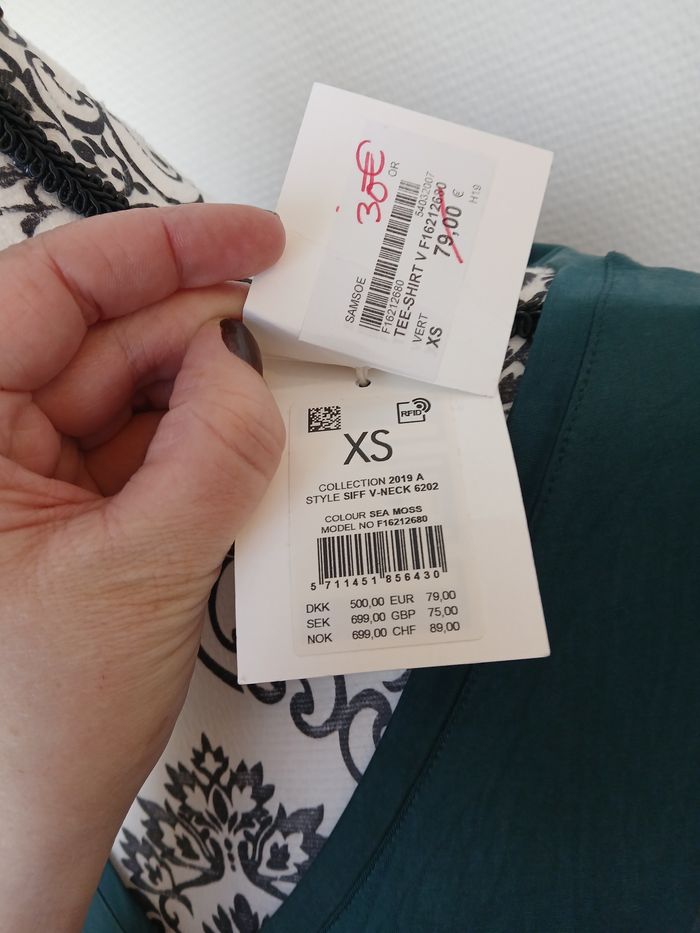 30€
OR
SAMSOE
54032007
F16212680
TEE-SHIRT V F16212680
VERT
79,00 €
XS
H19
RFID
XS
COLLECTION 2019 A
STYLE SIFF V-NECK 6202
COLOUR SEA MOSS
MODEL NO F16212680
5 711451 856430
DKK 500,00 EUR 79,00
SEK 699,00 GBP 75,00
NOK 699,00 CHF 89,00